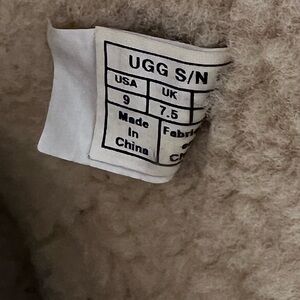 UGG S/N
USA UK
9 7.5
Made
In
China